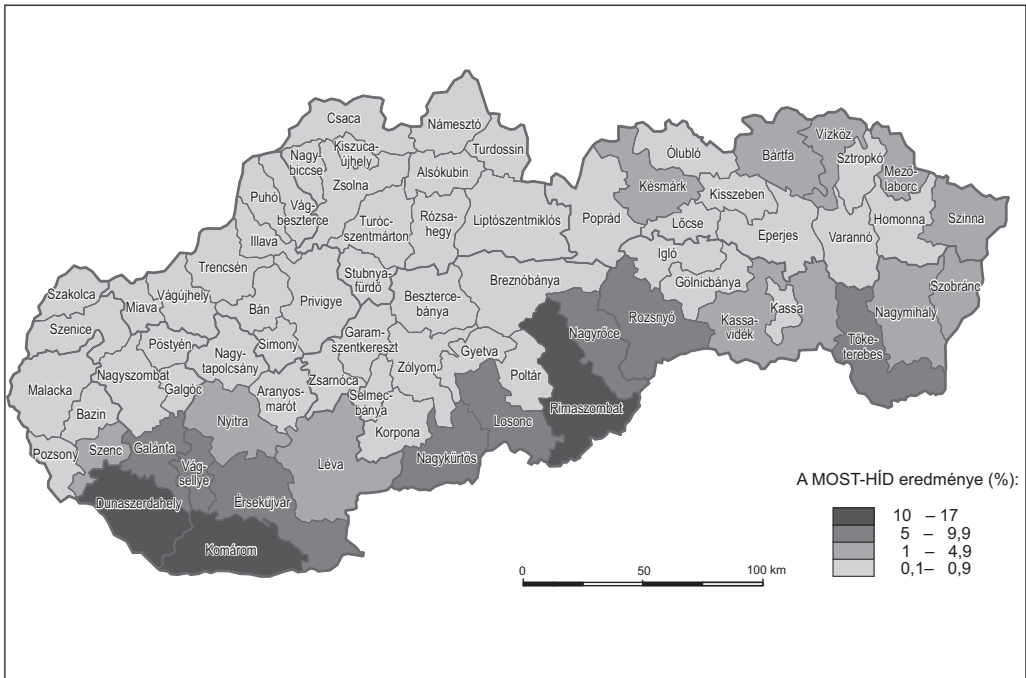 Csaca
Námesztó
Turdossin
Nagy-
biccse
Kiszuca-
újhely
Alsókubin
Zsolna
Puhó
Vág-
beszterce
Illava
Turóc-
szentmárton
Rózsa-
hegy
Liptószentmiklós
Poprád
Késmárk
Ólubló
Kisszeben
Lőcse
Bártfa
Vízköz
Sztropkó
Mező-
laborc
Homonna
Szinna
Eperjes
Varannó
Igló
Gölnicbánya
Szobránc
Nagymihály
Kassa
Kassa-
vidék
Tőke-
terebes
Rozsnyó
Nagyrőce
Rimaszombat
Trencsén
Szakolca
Miava
Vágújhely
Bán
Privigye
Stubnya-
fürdő
Beszterce-
bánya
Breznóbánya
Szenice
Pöstyén
Nagy-
tapolcsány
Simony
Garam-
szentkereszt
Zólyom
Gyetva
Poltár
Malacka
Nagyszombat
Galgóc
Aranyos-
marót
Zsarnóca
Selmec-
bánya
Korpona
Losonc
Bazin
Nyitra
Pozsony
Szenc
Galánta
Vág-
sellye
Léva
Nagykürtös
Érsekújvár
Dunaszerdahely
Komárom
A MOST-HÍD eredménye (%):
10 – 17
5 – 9,9
1 – 4,9
0,1– 0,9
0 50 100 km